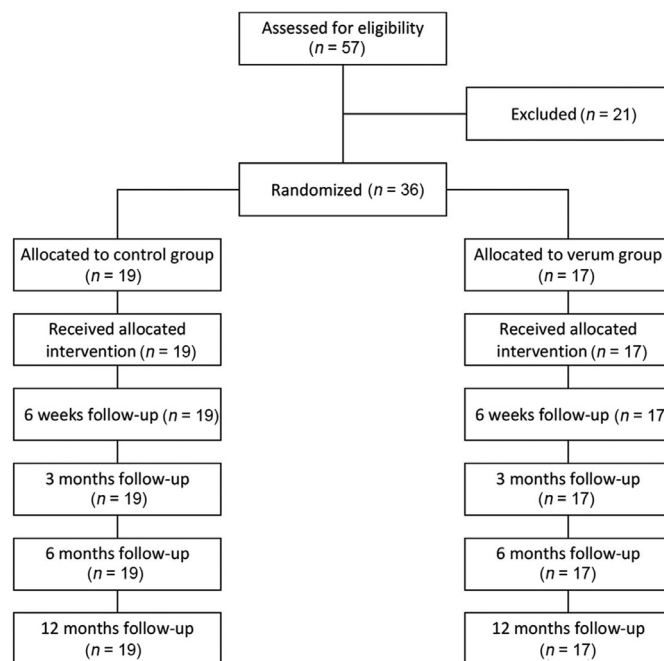 Assessed for eligibility
(n = 57)
Excluded (n = 21)
Randomized (n = 36)
Allocated to control group
(n = 19)
Allocated to verum group
(n = 17)
Received allocated
intervention (n = 19)
Received allocated
intervention (n = 17)
6 weeks follow-up (n = 19)
6 weeks follow-up (n = 17
3 months follow-up
(n = 19)
3 months follow-up
(n = 17)
6 months follow-up
(n = 19)
6 months follow-up
(n = 17)
12 months follow-up
(n = 19)
12 months follow-up
(n = 17)